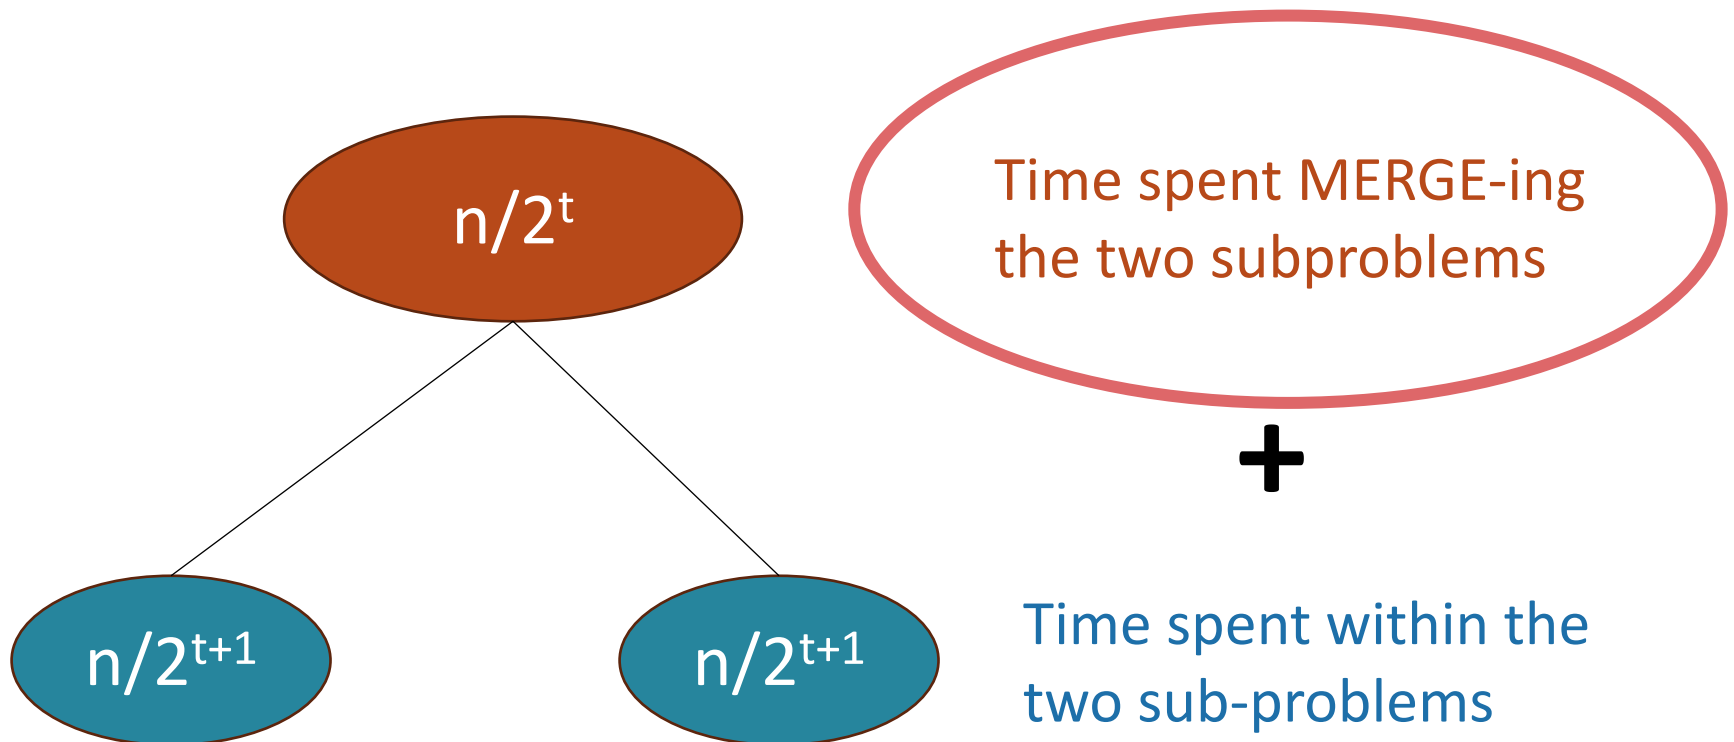 n/2ᵗ
Time spent MERGE-ing
the two subproblems
+
n/2ᵗ⁺¹
n/2ᵗ⁺¹
Time spent within the
two sub-problems